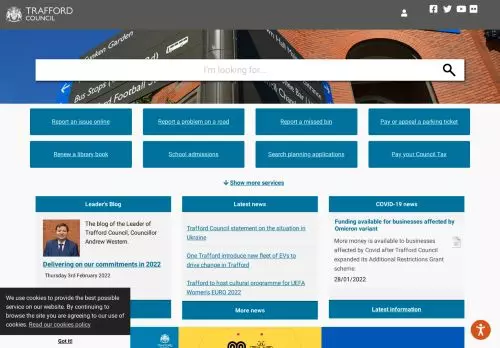 TRAFFORD
COUNCIL
Sunken Garden
Bus Stops
Football
I'm looking for...
Report an issue online
Report a problem on a road
Report a missed bin
Pay or appeal a parking ticket
Renew a library book
School admissions
Search planning applications
Pay your Council Tax
Show more services
Leader's Blog
The blog of the Leader of
Trafford Council, Councillor
Andrew Western.
Delivering on our commitments in 2022
Thursday 3rd February 2022
Latest news
Trafford Council statement on the situation in
Ukraine
One Trafford introduce new fleet of EVs to
drive change in Trafford
Trafford to host cultural programme for UEFA
Women's EURO 2022
More news
COVID-19 news
Funding available for businesses affected by
Omicron variant
More money is available to businesses
affected by Covid after Trafford Council
expanded its Additional Restrictions Grant
scheme.
28/01/2022
Latest information
We use cookies to provide the best possible
service on our website. By continuing to
browse the site you are agreeing to our use of
cookies. Read our cookies policy
Got it!